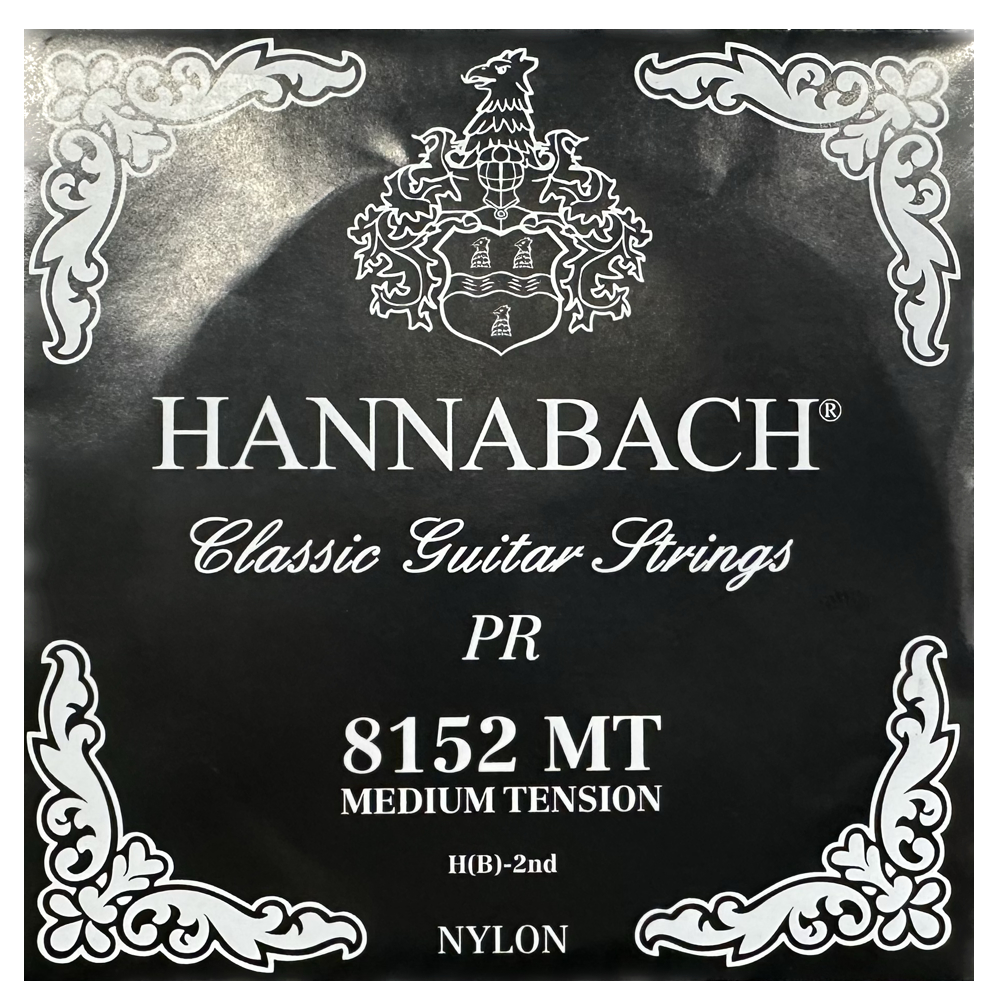 HANNABACH®
Classic Guitar Strings
PR
8152 MT
MEDIUM TENSION
H(B)-2nd
NYLON